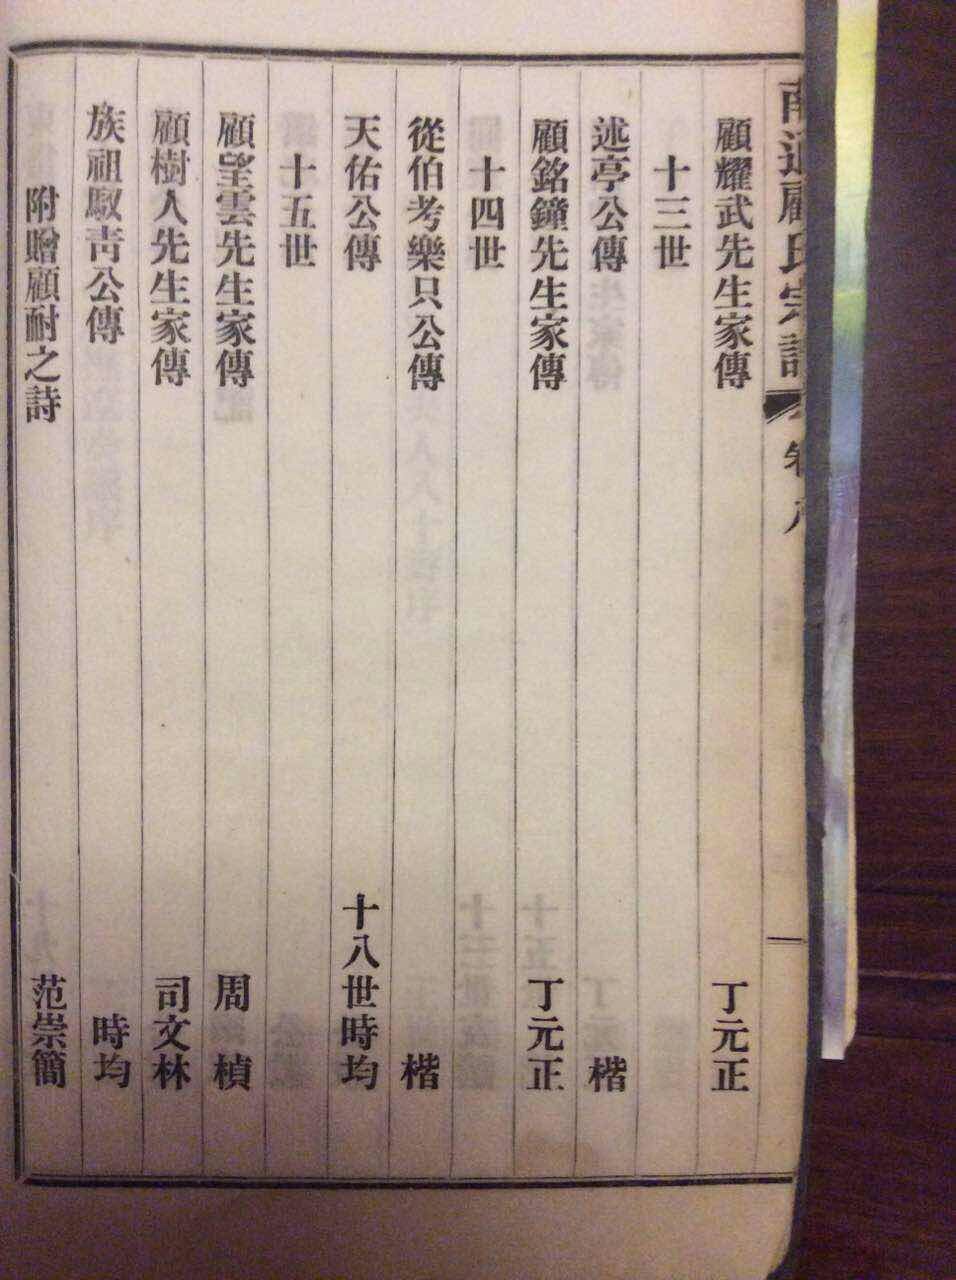 南通顧氏宗譜 卷八
顧耀武先生家傳 丁元正
十三世
述亭公傳 楷
顧銘鐘先生家傳 丁元正
十四世
從伯考樂只公傳 楷
天佑公傳 十八世時均
十五世
顧望雲先生家傳 周楨
顧樹人先生家傳 司文林
族祖馭青公傳 時均
附贈顧耐之詩 范崇簡